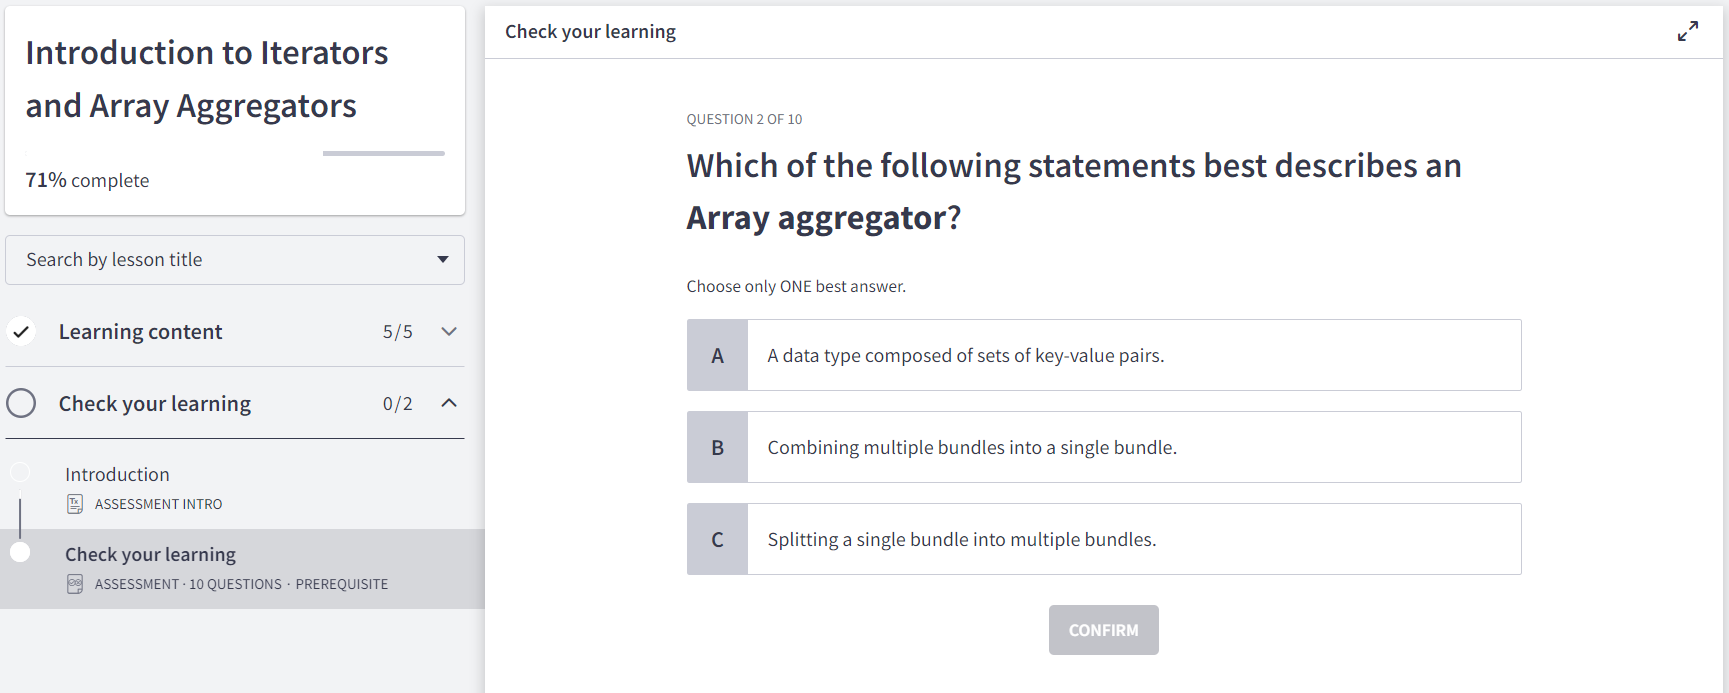 Introduction to Iterators
and Array Aggregators
71% complete
Search by lesson title
Learning content 5/5
Check your learning 0/2
Introduction
ASSESSMENT INTRO
Check your learning
ASSESSMENT · 10 QUESTIONS · PREREQUISITE
Check your learning
QUESTION 2 OF 10
Which of the following statements best describes an
Array aggregator?
Choose only ONE best answer.
A A data type composed of sets of key-value pairs.
B Combining multiple bundles into a single bundle.
C Splitting a single bundle into multiple bundles.
CONFIRM